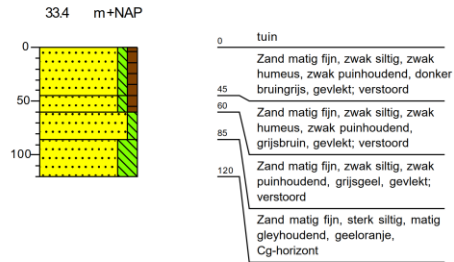 33.4 m+NAP
0
50
100
0 tuin
Zand matig fijn, zwak siltig, zwak
humeus, zwak puinhoudend, donker
45 bruingrijs, gevlekt; verstoord
60 Zand matig fijn, zwak siltig, zwak
humeus, zwak puinhoudend,
85 grijsbruin, gevlekt; verstoord
Zand matig fijn, zwak siltig, zwak
120 puinhoudend, grijsgeel, gevlekt;
verstoord
Zand matig fijn, sterk siltig, matig
gleyhoudend, geeloranje,
Cg-horizont